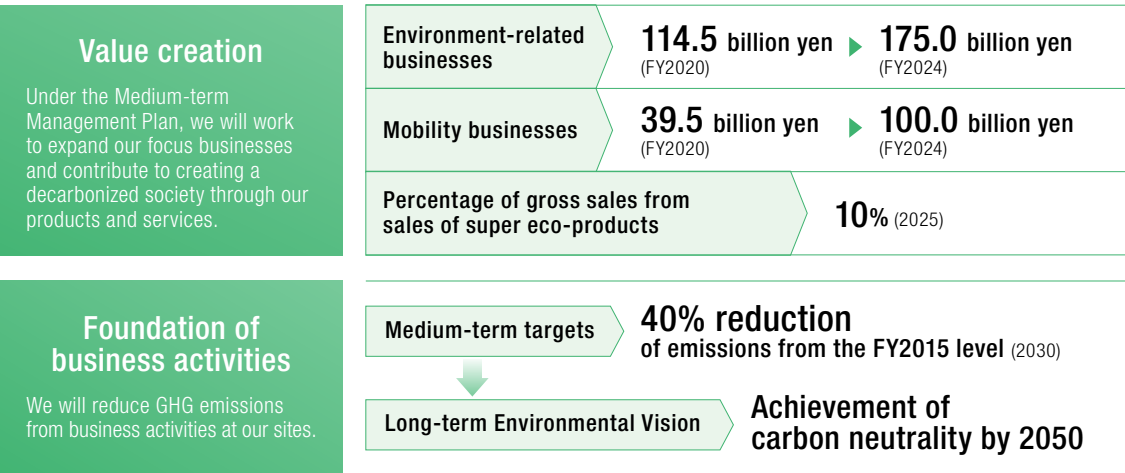 Value creation
Under the Medium-term
Management Plan, we will work
to expand our focus businesses
and contribute to creating a
decarbonized society through our
products and services.
Environment-related
businesses
114.5 billion yen
(FY2020)
175.0 billion yen
(FY2024)
Mobility businesses
39.5 billion yen
(FY2020)
100.0 billion yen
(FY2024)
Percentage of gross sales from
sales of super eco-products
10% (2025)
Foundation of
business activities
We will reduce GHG emissions
from business activities at our sites.
Medium-term targets
40% reduction
of emissions from the FY2015 level (2030)
Long-term Environmental Vision
Achievement of
carbon neutrality by 2050